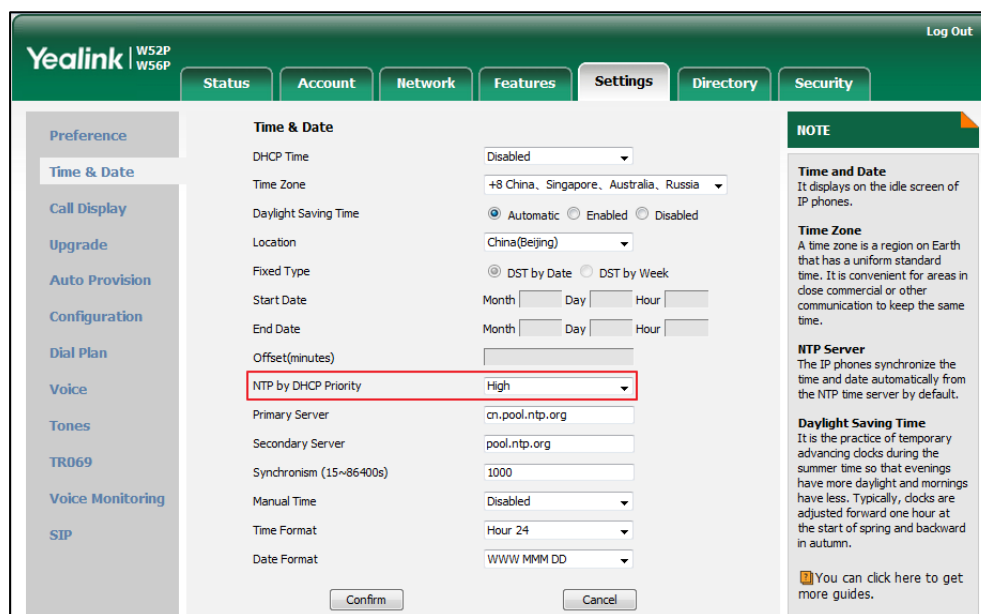 Log Out
Yealink | W52P
W56P
Status Account Network Features Settings Directory Security
Preference
Time & Date
Call Display
Upgrade
Auto Provision
Configuration
Dial Plan
Voice
Tones
TR069
Voice Monitoring
SIP
Time & Date
DHCP Time Disabled
Time Zone +8 China、Singapore、Australia、Russia
Daylight Saving Time Automatic Enabled Disabled
Location China(Beijing)
Fixed Type DST by Date DST by Week
Start Date Month Day Hour
End Date Month Day Hour
Offset(minutes)
NTP by DHCP Priority High
Primary Server cn.pool.ntp.org
Secondary Server pool.ntp.org
Synchronism (15~86400s) 1000
Manual Time Disabled
Time Format Hour 24
Date Format WWW MMM DD
Confirm Cancel
NOTE
Time and Date
It displays on the idle screen of
IP phones.
Time Zone
A time zone is a region on Earth
that has a uniform standard
time. It is convenient for areas in
close commercial or other
communication to keep the same
time.
NTP Server
The IP phones synchronize the
time and date automatically from
the NTP time server by default.
Daylight Saving Time
It is the practice of temporary
advancing clocks during the
summer time so that evenings
have more daylight and mornings
have less. Typically, clocks are
adjusted forward one hour at
the start of spring and backward
in autumn.
You can click here to get
more guides.